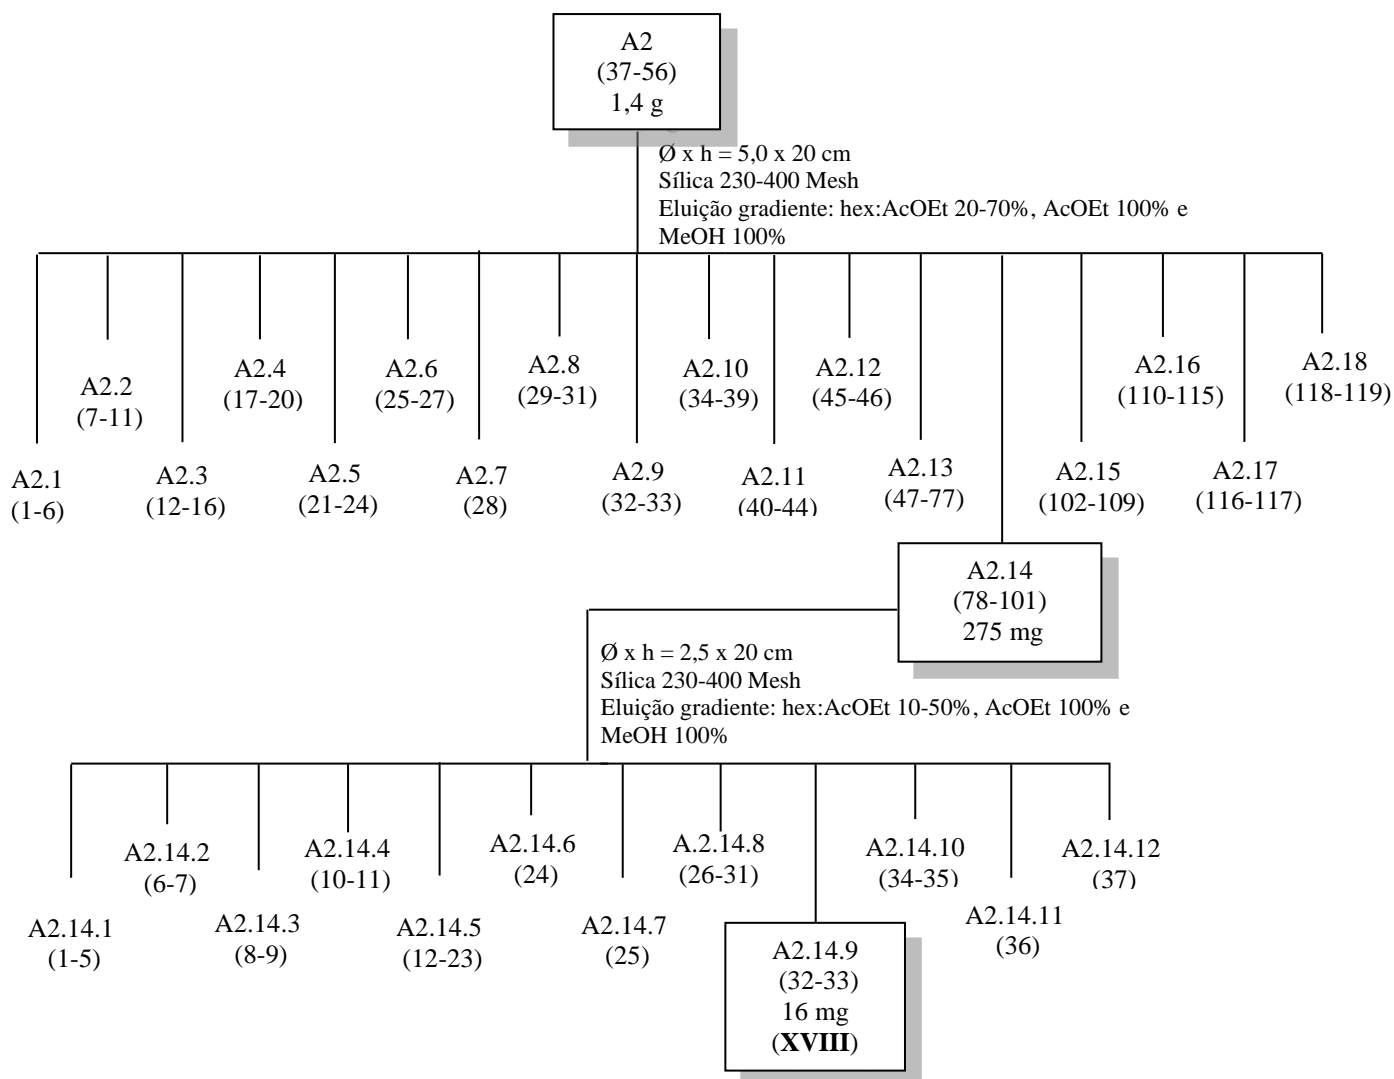 A2
(37-56)
1,4 g
Ø x h = 5,0 x 20 cm
Sílica 230-400 Mesh
Eluição gradiente: hex:AcOEt 20-70%, AcOEt 100% e
MeOH 100%
A2.1
(1-6)
A2.2
(7-11)
A2.3
(12-16)
A2.4
(17-20)
A2.5
(21-24)
A2.6
(25-27)
A2.7
(28)
A2.8
(29-31)
A2.9
(32-33)
A2.10
(34-39)
A2.11
(40-44)
A2.12
(45-46)
A2.13
(47-77)
A2.14
(78-101)
275 mg
A2.15
(102-109)
A2.16
(110-115)
A2.17
(116-117)
A2.18
(118-119)
Ø x h = 2,5 x 20 cm
Sílica 230-400 Mesh
Eluição gradiente: hex:AcOEt 10-50%, AcOEt 100% e
MeOH 100%
A2.14.1
(1-5)
A2.14.2
(6-7)
A2.14.3
(8-9)
A2.14.4
(10-11)
A2.14.5
(12-23)
A2.14.6
(24)
A2.14.7
(25)
A.2.14.8
(26-31)
A2.14.9
(32-33)
16 mg
(XVIII)
A2.14.10
(34-35)
A2.14.11
(36)
A2.14.12
(37)